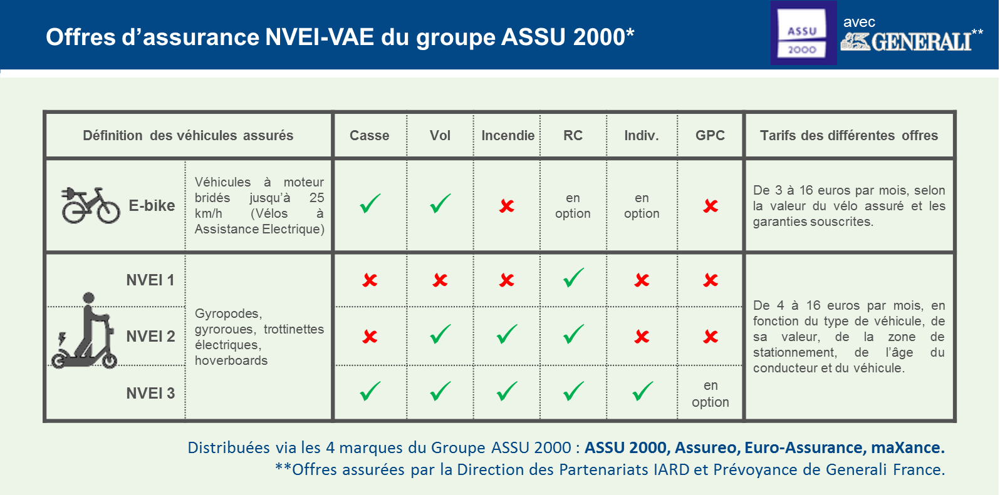 Offres d’assurance NVEI-VAE du groupe ASSU 2000*
ASSU
2000
avec
GENERALI**
Définition des véhicules assurés
Casse
Vol
Incendie
RC
Indiv.
GPC
Tarifs des différentes offres
E-bike
Véhicules à moteur
bridés jusqu’à 25
km/h (Vélos à
Assistance Electrique)
en
option
en
option
De 3 à 16 euros par mois, selon
la valeur du vélo assuré et les
garanties souscrites.
NVEI 1
NVEI 2
NVEI 3
Gyropodes,
gyroroues, trottinettes
électriques,
hoverboards
en
option
De 4 à 16 euros par mois, en
fonction du type de véhicule, de
sa valeur, de la zone de
stationnement, de l’âge du
conducteur et du véhicule.
Distribuées via les 4 marques du Groupe ASSU 2000 : ASSU 2000, Assureo, Euro-Assurance, maXance.
**Offres assurées par la Direction des Partenariats IARD et Prévoyance de Generali France.